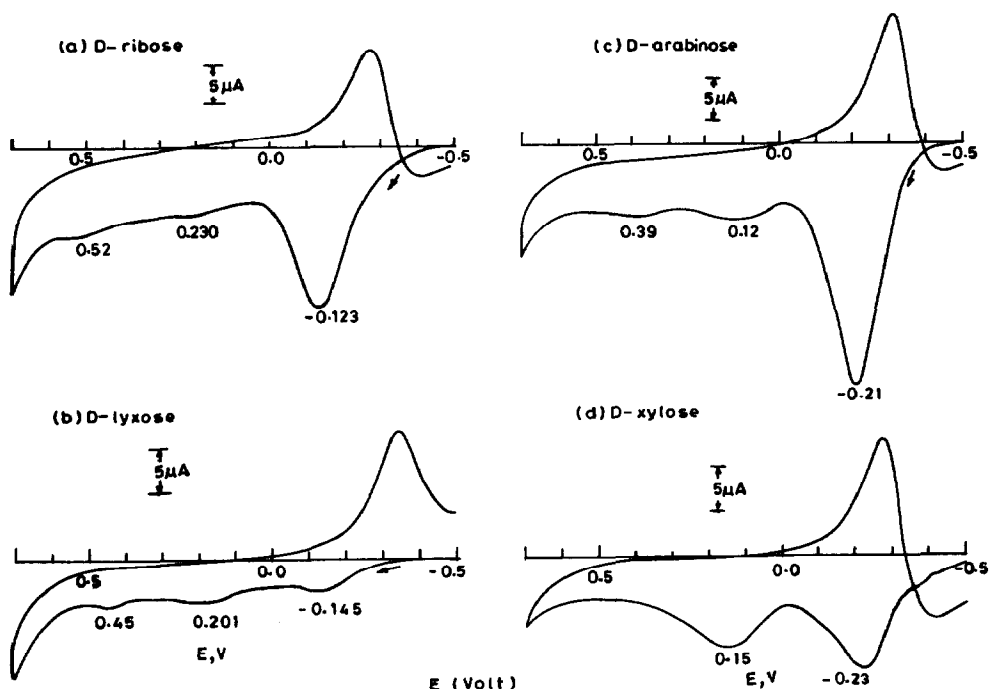 (a) D-ribose
5μA
0.5
0.0
-0.5
0.52
0.230
-0.123
(c) D-arabinose
5μA
0.5
0.0
-0.5
0.39
0.12
-0.21
(b) D-lyxose
5μA
0.5
0.0
-0.5
0.45
0.201
-0.145
E,V
(d) D-xylose
5μA
0.5
0.0
-0.5
0.15
-0.23
E,V
E (Volt)